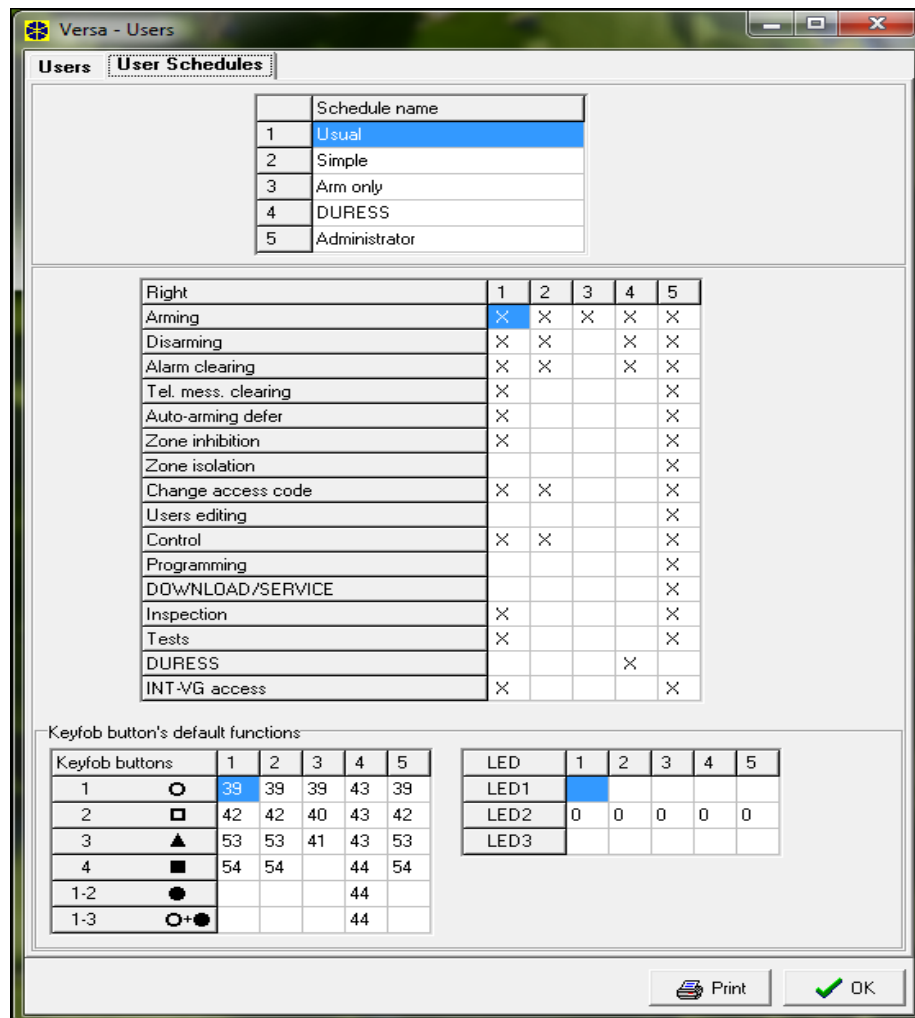 Versa - Users
Users User Schedules
Schedule name
1 Usual
2 Simple
3 Arm only
4 DURESS
5 Administrator
Right 1 2 3 4 5
Arming X X X X X
Disarming X X X X
Alarm clearing X X X X
Tel. mess. clearing X X
Auto-arming defer X X
Zone inhibition X X
Zone isolation X
Change access code X X X
Users editing X
Control X X X
Programming X
DOWNLOAD/SERVICE X
Inspection X X
Tests X X
DURESS X
INT-VG access X X
Keyfob button's default functions
Keyfob buttons 1 2 3 4 5
1 39 39 39 43 39
2 42 42 40 43 42
3 53 53 41 43 53
4 54 54 44 54
1-2 44
1-3 + 44
LED 1 2 3 4 5
LED1
LED2 0 0 0 0 0
LED3
Print OK